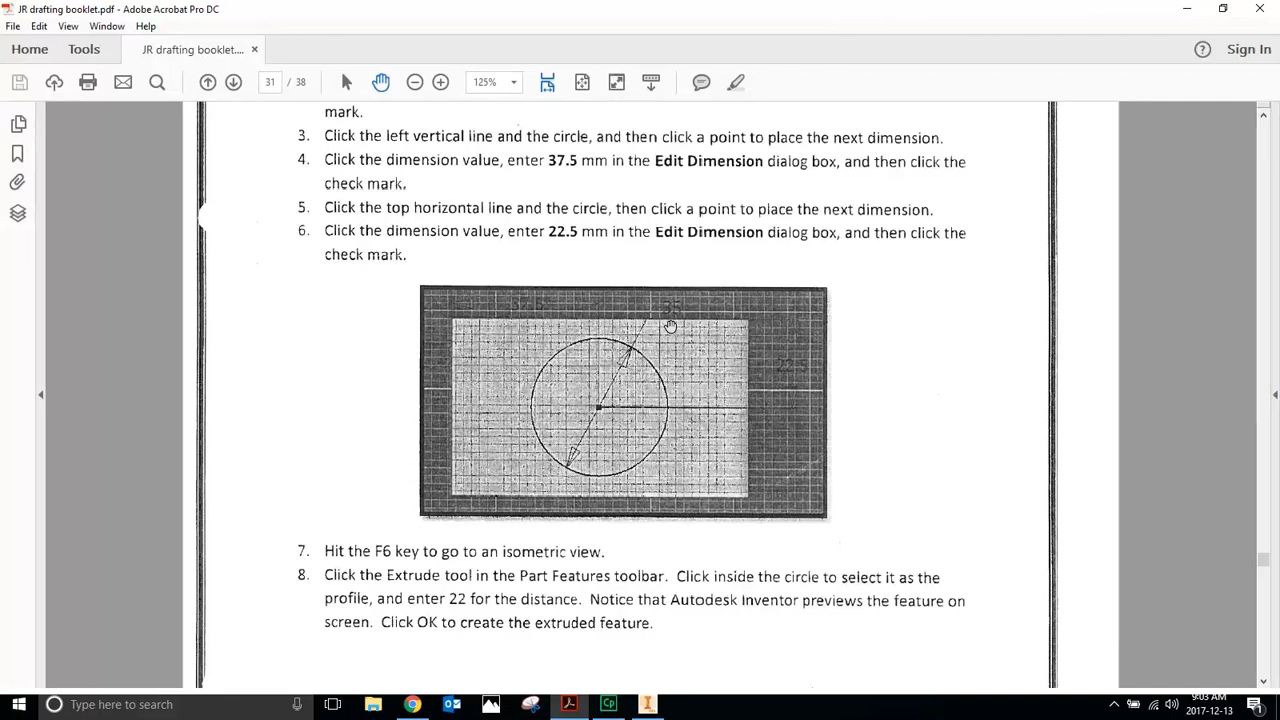 JR drafting booklet.pdf - Adobe Acrobat Pro DC
File Edit View Window Help
Home Tools JR drafting booklet.... × Sign In
31 / 38 125%
mark.
3. Click the left vertical line and the circle, and then click a point to place the next dimension.
4. Click the dimension value, enter 37.5 mm in the Edit Dimension dialog box, and then click the
check mark.
5. Click the top horizontal line and the circle, then click a point to place the next dimension.
6. Click the dimension value, enter 22.5 mm in the Edit Dimension dialog box, and then click the
check mark.
37.5 35
22.5
7. Hit the F6 key to go to an isometric view.
8. Click the Extrude tool in the Part Features toolbar. Click inside the circle to select it as the
profile, and enter 22 for the distance. Notice that Autodesk Inventor previews the feature on
screen. Click OK to create the extruded feature.
Type here to search
9:03 AM
2017-12-13